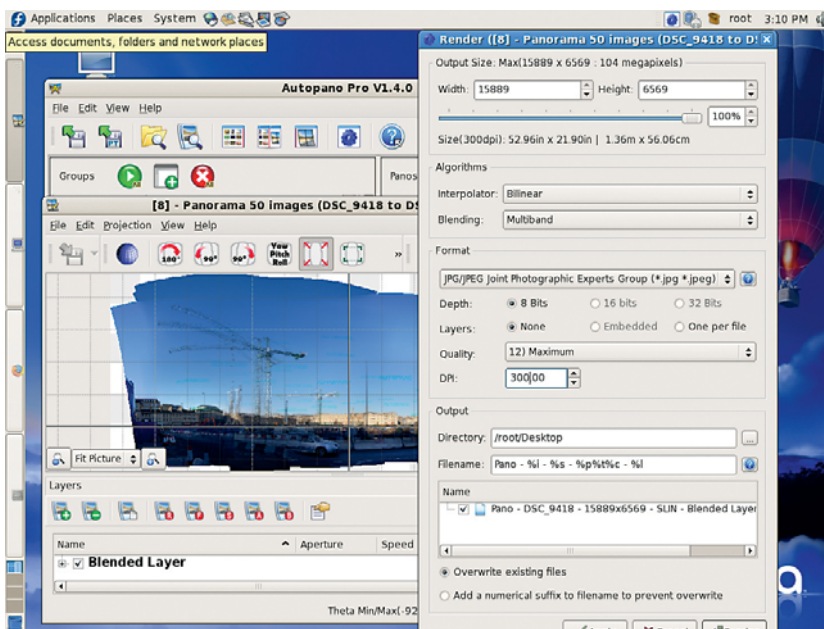 Applications Places System root 3:10 PM
Access documents, folders and network places
Autopano Pro V1.4.0
File Edit View Help
Groups
Panos
[8] - Panorama 50 images (DSC_9418 to DS
File Edit Projection View Help
180° 90° 90° Yaw Pitch Roll »
Fit Picture
Layers
Name Aperture Speed
Blended Layer
Theta Min/Max(-92
Render ([8] - Panorama 50 images (DSC_9418 to DS
Output Size: Max(15889 x 6569 : 104 megapixels)
Width: 15889 Height: 6569
100%
Size(300dpi): 52.96in x 21.90in | 1.36m x 56.06cm
Algorithms
Interpolator: Bilinear
Blending: Multiband
Format
JPG/JPEG Joint Photographic Experts Group (*.jpg *.jpeg)
Depth: 8 Bits 16 bits 32 Bits
Layers: None Embedded One per file
Quality: 12) Maximum
DPI: 300.00
Output
Directory: /root/Desktop ...
Filename: Pano - %i - %s - %p%t%c - %l
Name
Pano - DSC_9418 - 15889x6569 - SLIN - Blended Layer
Overwrite existing files
Add a numerical suffix to filename to prevent overwrite